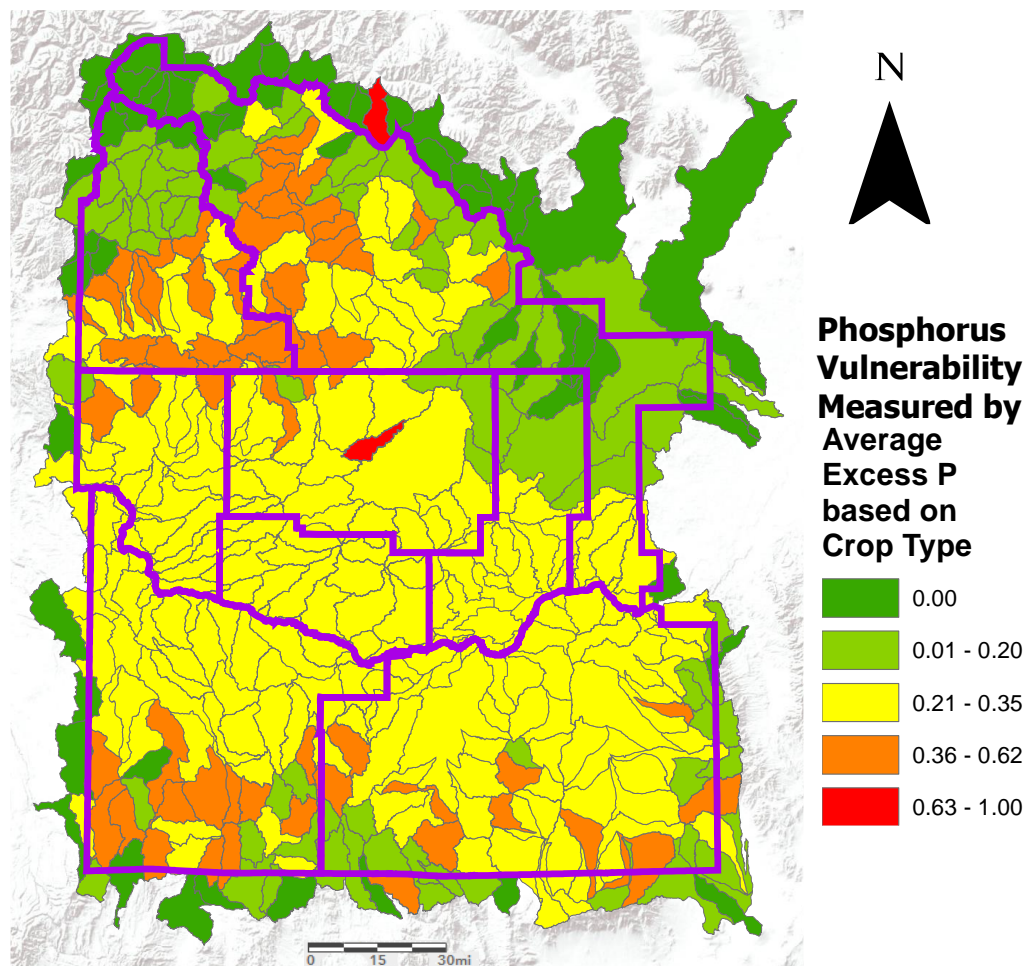 N
Phosphorus
Vulnerability
Measured by
Average
Excess P
based on
Crop Type
0.00
0.01 - 0.20
0.21 - 0.35
0.36 - 0.62
0.63 - 1.00
0 15 30mi